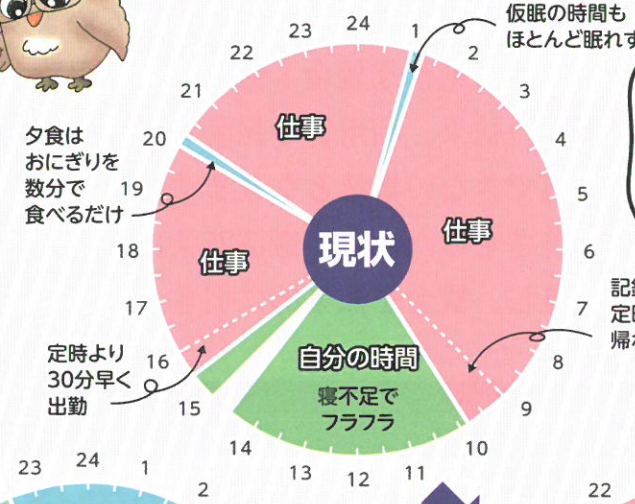 仮眠の時間も
ほとんど眠れず
23
24
1
22
2
21
3
仕事
20
4
夕食は
おにぎりを
数分で
食べるだけ
19
5
仕事
18
現状
6
仕事
17
7
定時より
30分早く
出勤
16
8
自分の時間
寝不足で
フラフラ
15
9
14
10
13
12
11
23
24
1
2
22